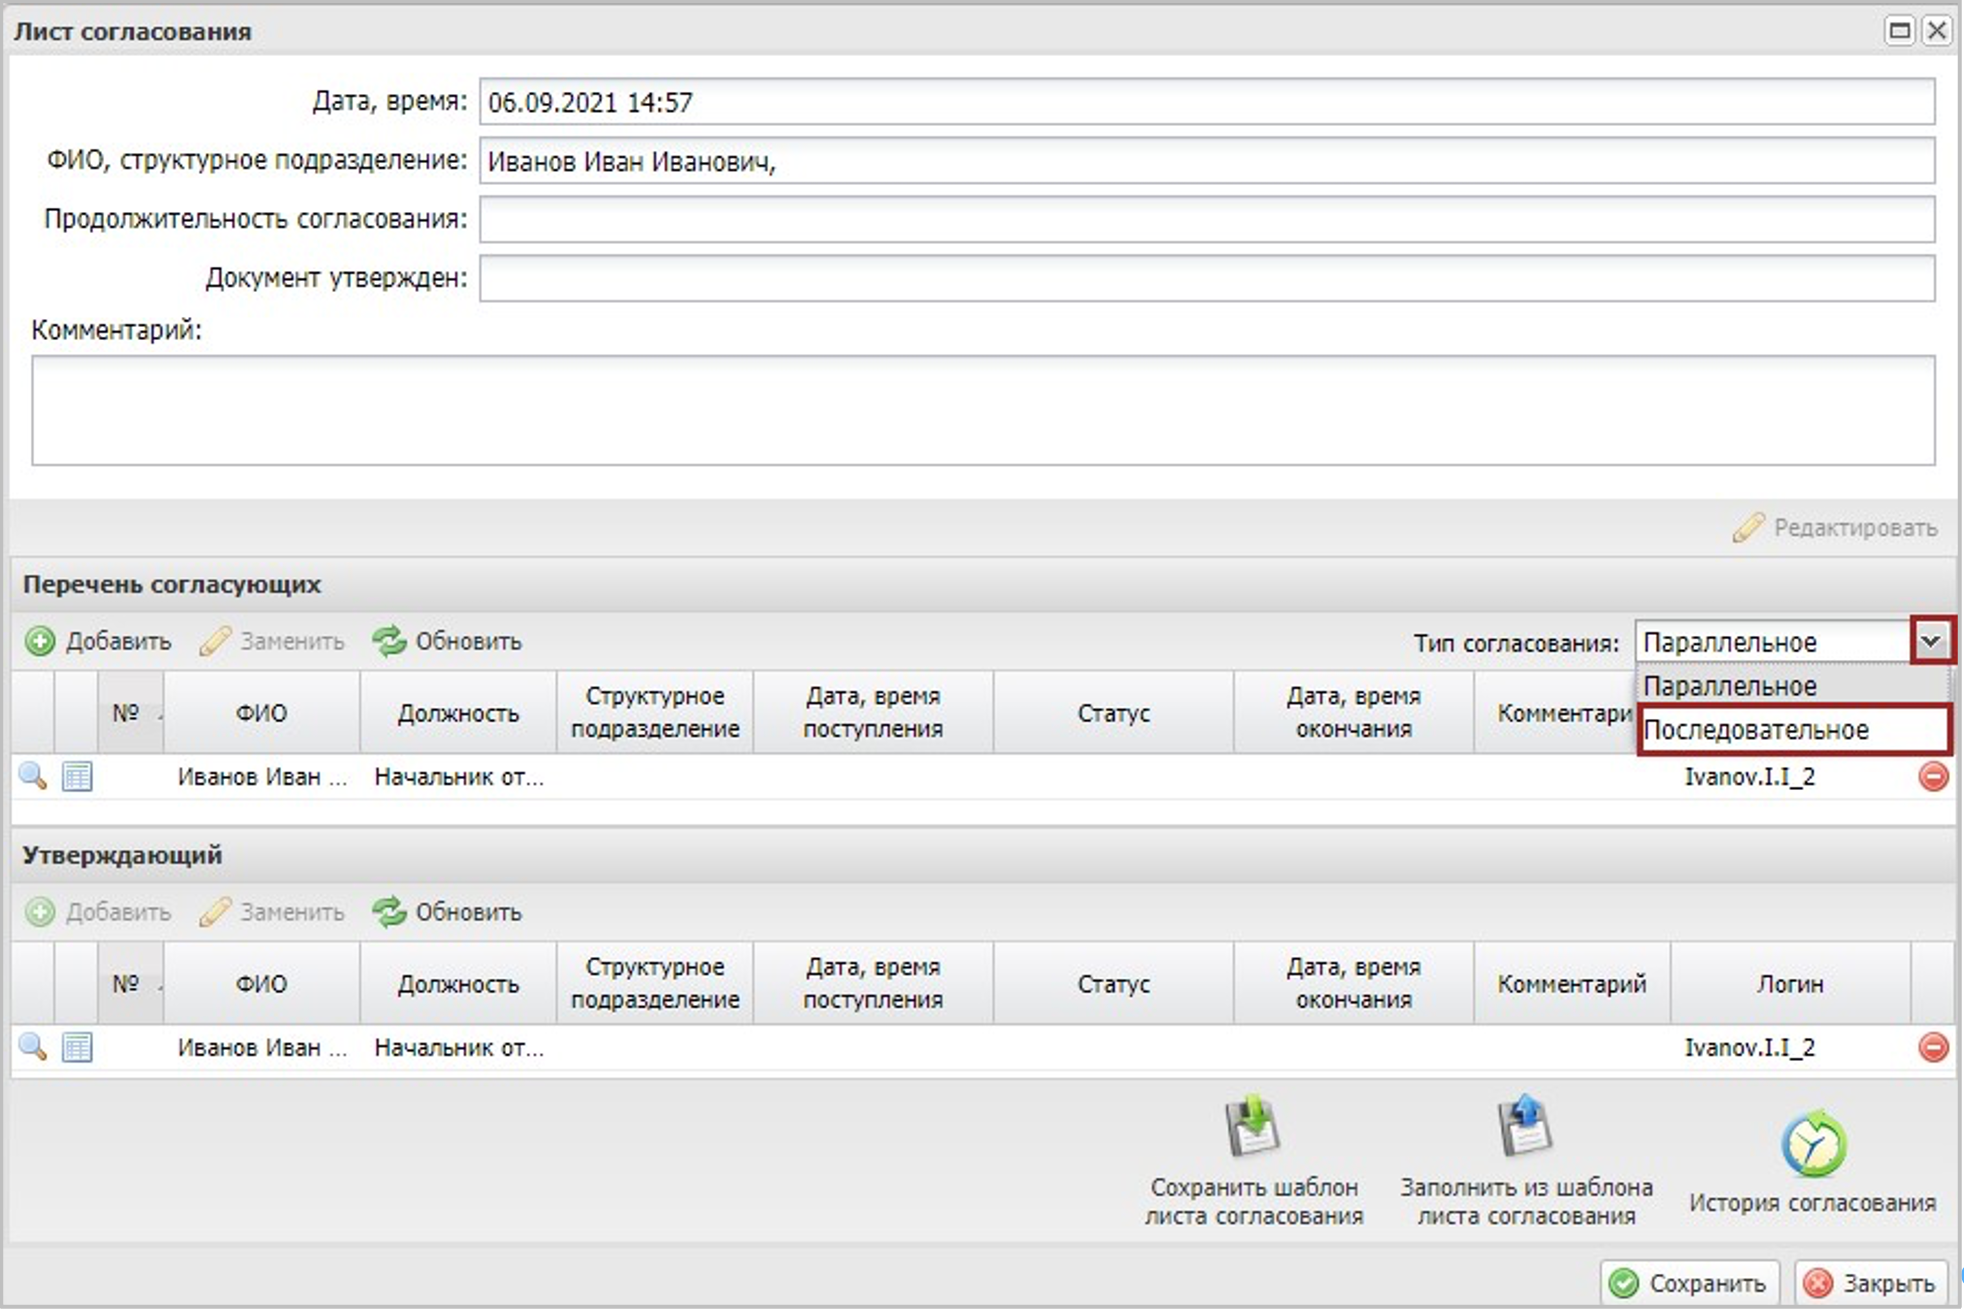 Лист согласования
Дата, время: 06.09.2021 14:57
ФИО, структурное подразделение: Иванов Иван Иванович,
Продолжительность согласования:
Документ утвержден:
Комментарий:
Редактировать
Перечень согласующих
Добавить Заменить Обновить Тип согласования: Параллельное
Параллельное
Последовательное
№ ФИО Должность Структурное подразделение Дата, время поступления Статус Дата, время окончания Комментари
Иванов Иван ... Начальник от... Ivanov.I.I_2
Утверждающий
Добавить Заменить Обновить
№ ФИО Должность Структурное подразделение Дата, время поступления Статус Дата, время окончания Комментарий Логин
Иванов Иван ... Начальник от... Ivanov.I.I_2
Сохранить шаблон
листа согласования
Заполнить из шаблона
листа согласования
История согласования
Сохранить Закрыть